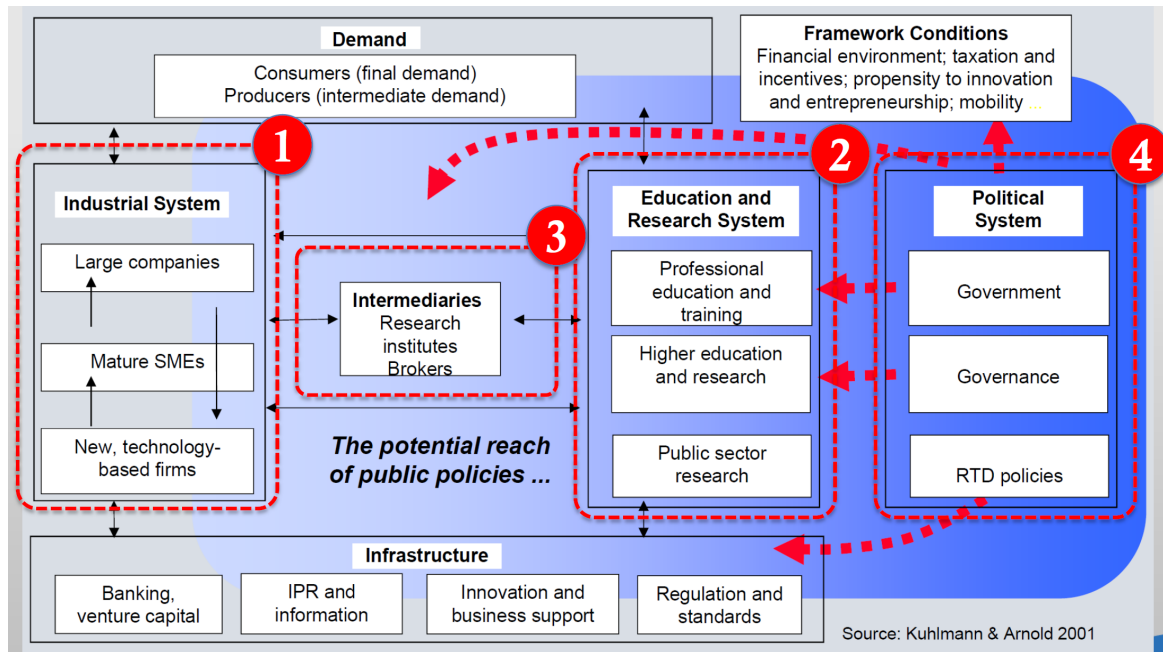 Demand
Consumers (final demand)
Producers (intermediate demand)
Framework Conditions
Financial environment; taxation and
incentives; propensity to innovation
and entrepreneurship; mobility ...
1
Industrial System
Large companies
Mature SMEs
New, technology-
based firms
3
Intermediaries
Research
institutes
Brokers
The potential reach
of public policies ...
2
Education and
Research System
Professional
education and
training
Higher education
and research
Public sector
research
4
Political
System
Government
Governance
RTD policies
Infrastructure
Banking,
venture capital
IPR and
information
Innovation and
business support
Regulation and
standards
Source: Kuhlmann & Arnold 2001